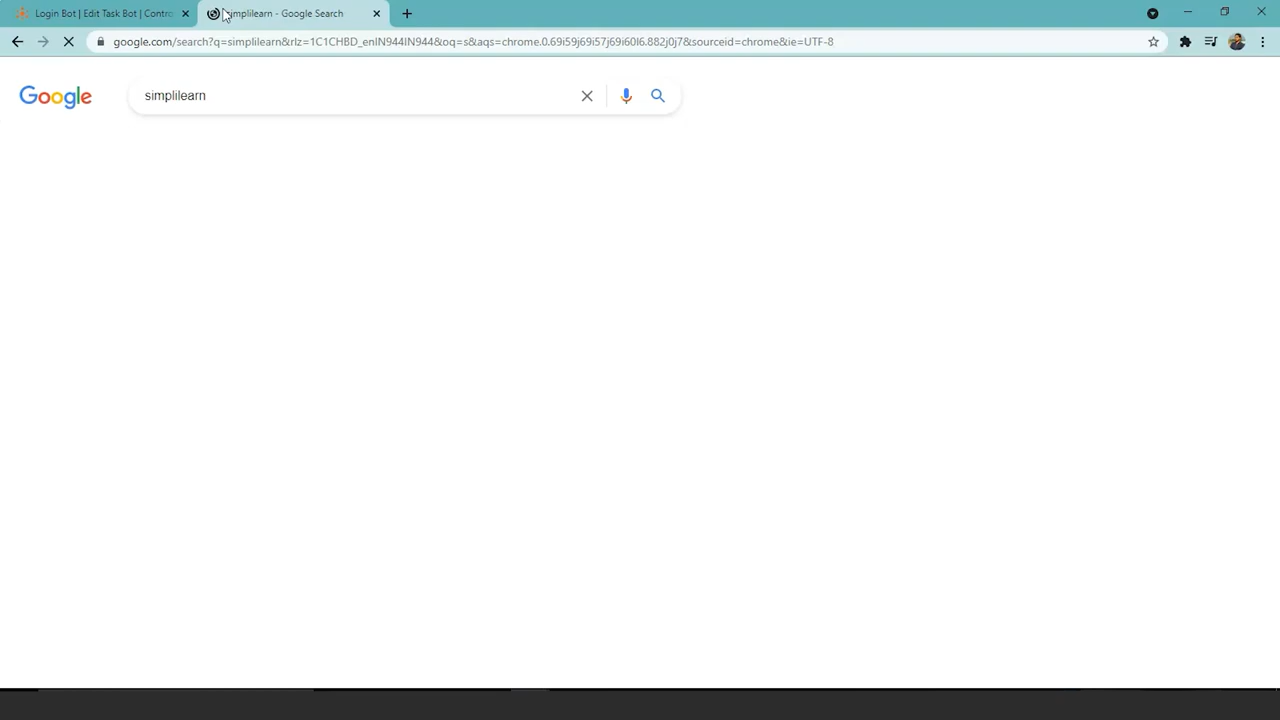 Login Bot | Edit Task Bot | Contro
simplilearn - Google Search
google.com/search?q=simplilearn&rlz=1C1CHBD_enIN944IN944&oq=s&aqs=chrome.0.69i59j69i57j69i60l6.882j0j7&sourceid=chrome&ie=UTF-8
Google
simplilearn